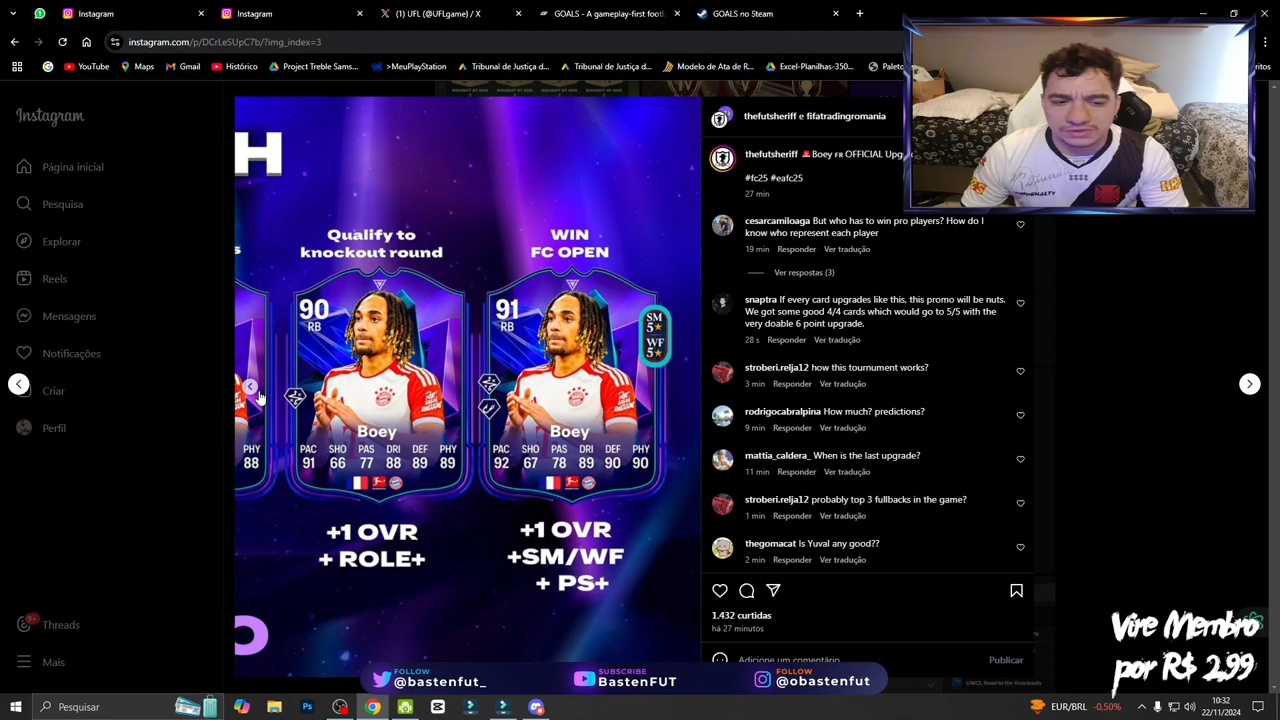 Instagram
Instagram
(1) UFL (@UFLgame) / X
GOALS - A gameplay-first foot
GOALS no Steam
instagram.com/p/DCrLeSUpC7b/?img_index=3
YouTube
Maps
Gmail
Histórico
Project Treble Sams...
>MeuPlayStation
Tribunal de Justiça d...
Tribunal de Justiça d...
Modelo de Ata de R...
Excel-Planilhas-350...
Paleto
Instagram
Página inicial
Pesquisa
Explorar
Reels
Mensagens
Notificações
Criar
Perfil
9+
Threads
Mais
H
Qualify to
knockout round
WIN
FC OPEN
PHY
88
90
RB
Boey
PAC SHO PAS DRI DEF PHY
91 66 77 88 89 89
91
RB
SM
5★
WF
5★
Boey
PAC SHO PAS DRI DEF PHY
92 67 78 89 90 90
+1 OVR
+ ROLE+
+1 OVR
+SM/WF
+ PS+
thefutsheriff e fifatradingromania
thefutsheriff 🚨Boey FR OFFICIAL Upg
#fc25 #eafc25
27 min
cesarcamiloaga But who has to win pro players? How do I
know who represent each player
19 min Responder Ver tradução
Ver respostas (3)
snaptra If every card upgrades like this, this promo will be nuts.
We got some good 4/4 cards which would go to 5/5 with the
very doable 6 point upgrade.
28 s Responder Ver tradução
stroberi.relja12 how this tournament works?
3 min Responder Ver tradução
rodrigocabralpina How much? predictions?
9 min Responder Ver tradução
mattia_caldera_ When is the last upgrade?
11 min Responder Ver tradução
stroberi.relja12 probably top 3 fullbacks in the game?
1 min Responder Ver tradução
thegomacat Is Yuval any good??
2 min Responder Ver tradução
1.432 curtidas
há 27 minutos
Adicione um comentário
Publicar
PENALTY
Vire Membro
por R$ 2,99
FOLLOW
@bastenfut_
SUBSCRIBE
BastenFUT
FOLLOW
@obastenfut
UWCL Road to the Knockouts
Pesquisar
EUR/BRL -0,50%
10:32
22/11/2024